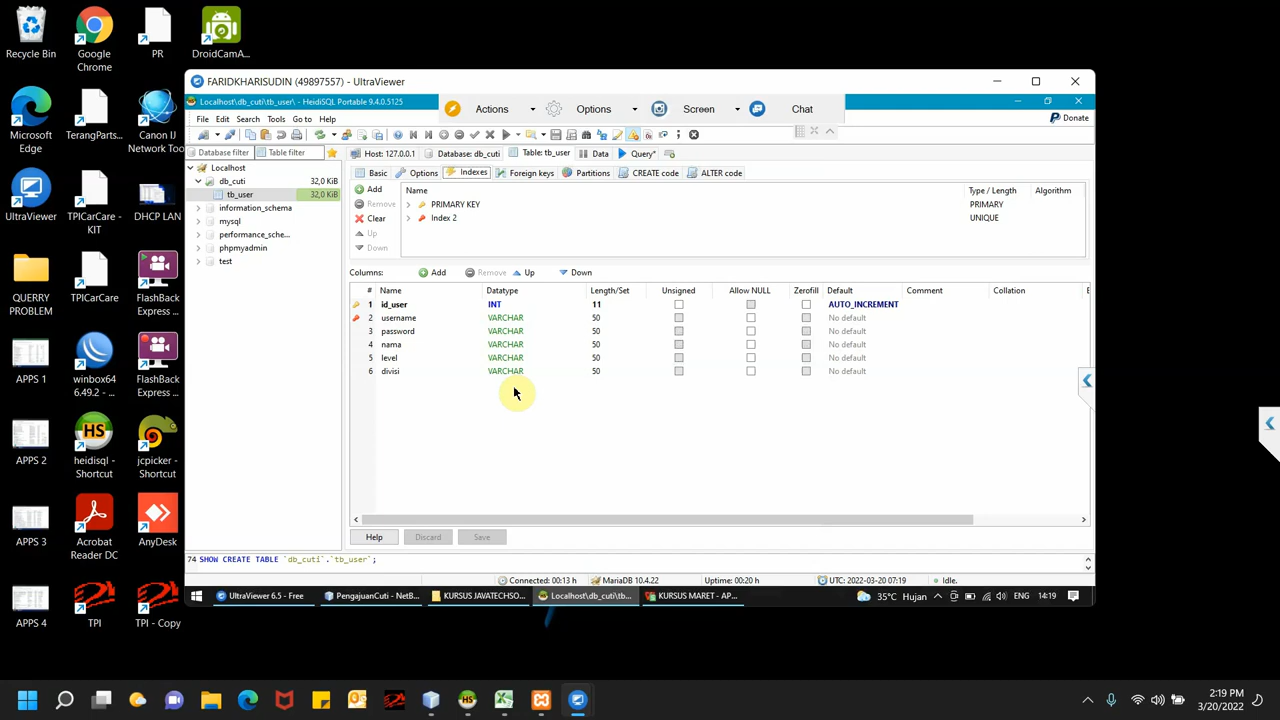 Recycle Bin
Google Chrome
PR
DroidCamA...
Microsoft Edge
TerangParts...
Canon IJ Network Too
UltraViewer
TPICarCare - KIT
DHCP LAN
QUERRY PROBLEM
TPICarCare
FlashBack Express ...
APPS 1
winbox64 6.49.2 - ...
FlashBack Express ...
APPS 2
HS
heidisql - Shortcut
jcpicker - Shortcut
APPS 3
Acrobat Reader DC
AnyDesk
APPS 4
TPI
TPI - Copy
FARIDKHARISUDIN (49897557) - UltraViewer
Localhost\db_cuti\tb_user\ - HeidiSQL Portable 9.4.0.5125
Actions
Options
Screen
Chat
File Edit Search Tools Go to Help
Donate
Database filter
Table filter
Host: 127.0.0.1
Database: db_cuti
Table: tb_user
Data
Query*
Localhost
db_cuti 32,0 KiB
tb_user 32,0 KiB
information_schema
mysql
performance_sche...
phpmyadmin
test
Basic
Options
Indexes
Foreign keys
Partitions
CREATE code
ALTER code
Add
Remove
Clear
Up
Down
Name Type / Length Algorithm
PRIMARY KEY PRIMARY
Index 2 UNIQUE
Columns: Add Remove Up Down
# Name Datatype Length/Set Unsigned Allow NULL Zerofill Default Comment Collation E
1 id_user INT 11 AUTO_INCREMENT
2 username VARCHAR 50 No default
3 password VARCHAR 50 No default
4 nama VARCHAR 50 No default
5 level VARCHAR 50 No default
6 divisi VARCHAR 50 No default
Help Discard Save
74 SHOW CREATE TABLE `db_cuti`.`tb_user`;
Connected: 00:13 h MariaDB 10.4.22 Uptime: 00:20 h UTC: 2022-03-20 07:19 Idle.
UltraViewer 6.5 - Free
PengajuanCuti - NetB...
KURSUS JAVATECHSO...
Localhost\db_cuti\tb...
KURSUS MARET - AP...
35°C Hujan
ENG 14:19
2:19 PM
3/20/2022